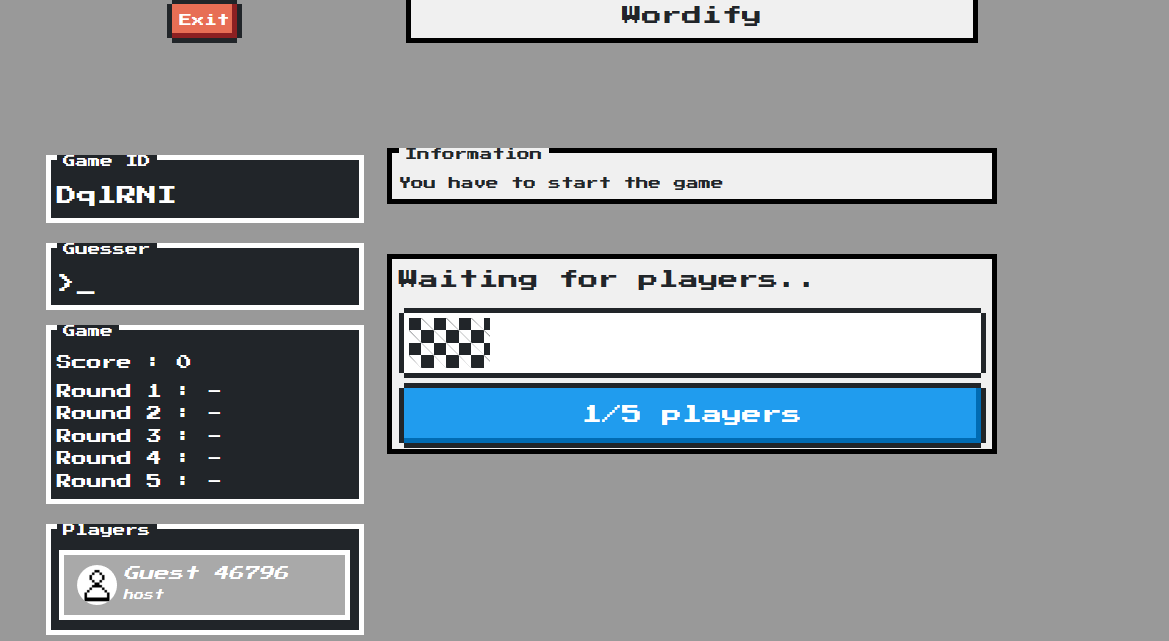 Exit
Wordify
Game ID
DqlRNI
Information
You have to start the game
Guesser
>_
Waiting for players..
1/5 players
Game
Score : 0
Round 1 : -
Round 2 : -
Round 3 : -
Round 4 : -
Round 5 : -
Players
Guest 46796
host